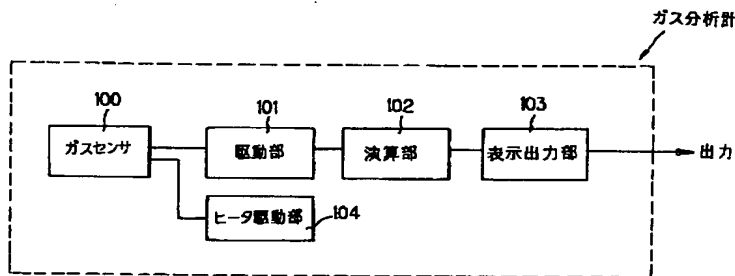 ガス分析計
100
ガスセンサ
101
駆動部
102
演算部
103
表示出力部
出力
ヒータ駆動部
104